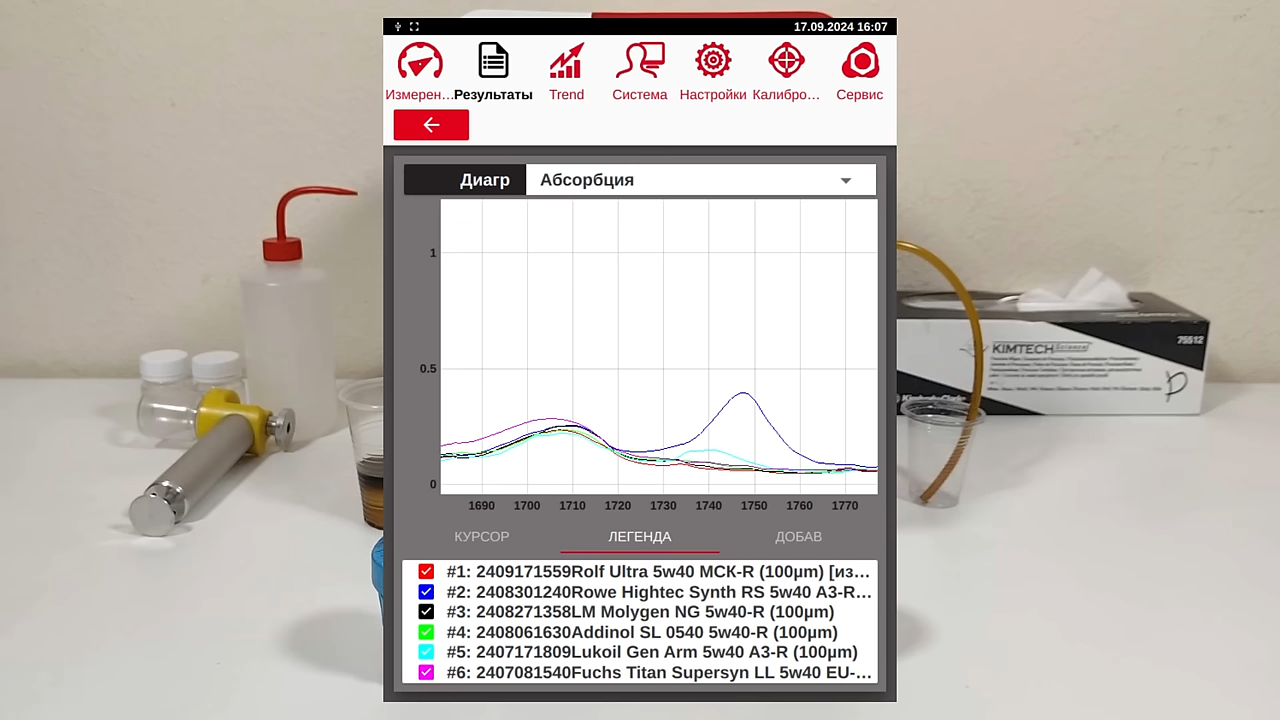 17.09.2024 16:07
Измерен... Результаты Trend Система Настройки Калибро... Сервис
Диагр Абсорбция
1
0.5
0
1690 1700 1710 1720 1730 1740 1750 1760 1770
КУРСОР ЛЕГЕНДА ДОБАВ
#1: 2409171559Rolf Ultra 5w40 МСК-R (100µm) [из...
#2: 2408301240Rowe Hightec Synth RS 5w40 A3-R...
#3: 2408271358LM Molygen NG 5w40-R (100µm)
#4: 2408061630Addinol SL 0540 5w40-R (100µm)
#5: 2407171809Lukoil Gen Arm 5w40 A3-R (100µm)
#6: 2407081540Fuchs Titan Supersyn LL 5w40 EU-...
75512
KIMTECH Science